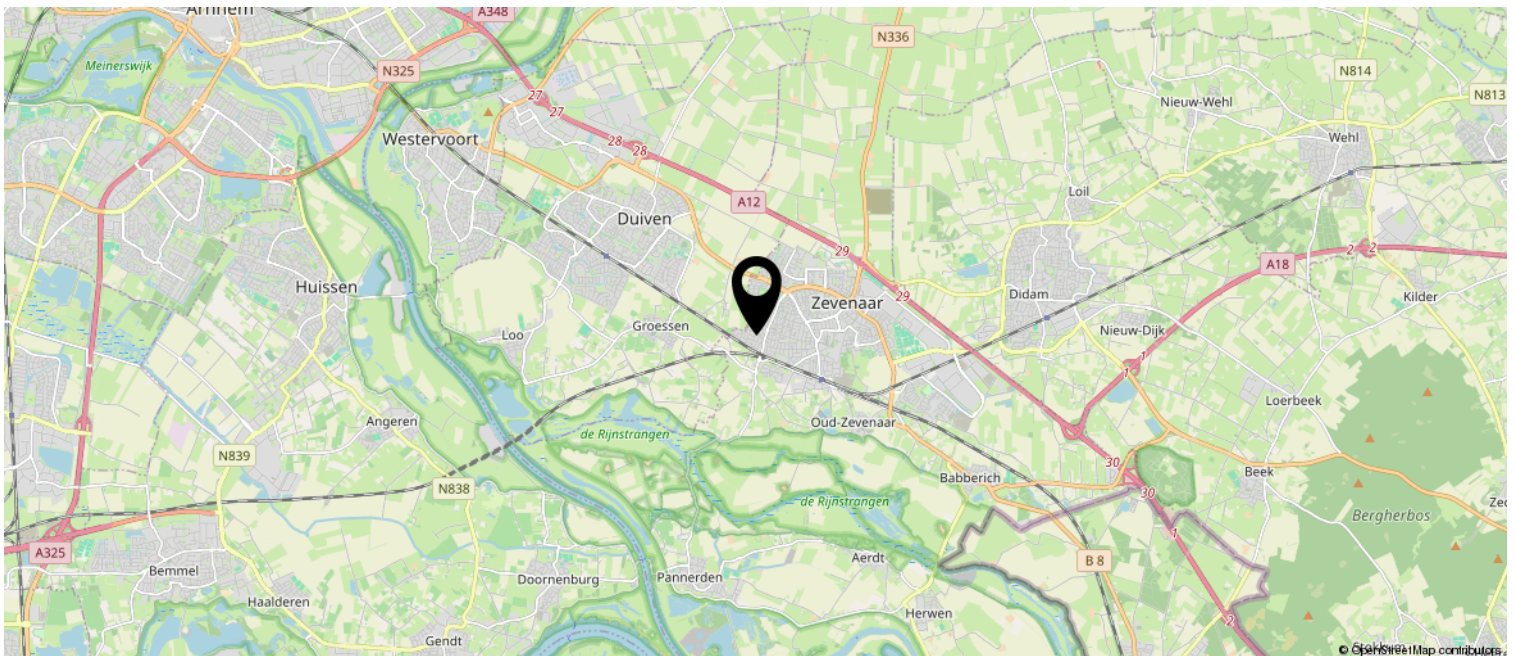 Arnhem
A348
N336
Meinerswijk
N325
N814
27
N813
Nieuw-Wehl
27
Westervoort
28
28
Wehl
Loil
A12
Duiven
29
2
2
A18
Huissen
29
Didam
Zevenaar
Kilder
Groessen
Loo
Nieuw-Dijk
1
1
Loerbeek
Angeren
Oud-Zevenaar
de Rijnstrangen
N839
30
Beek
Babberich
N838
30
de Rijnstrangen
Bergherbos
1
A325
Aerdt
B 8
Bemmel
Doornenburg
Pannerden
Haalderen
Herwen
2
Gendt
© OpenStreetMap contributors